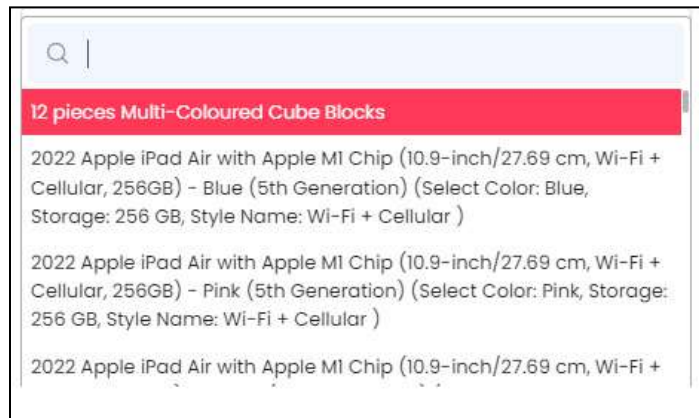 12 pieces Multi-Coloured Cube Blocks
2022 Apple iPad Air with Apple M1 Chip (10.9-inch/27.69 cm, Wi-Fi +
Cellular, 256GB) - Blue (5th Generation) (Select Color: Blue,
Storage: 256 GB, Style Name: Wi-Fi + Cellular )
2022 Apple iPad Air with Apple M1 Chip (10.9-inch/27.69 cm, Wi-Fi +
Cellular, 256GB) - Pink (5th Generation) (Select Color: Pink, Storage:
256 GB, Style Name: Wi-Fi + Cellular )
2022 Apple iPad Air with Apple M1 Chip (10.9-inch/27.69 cm, Wi-Fi +